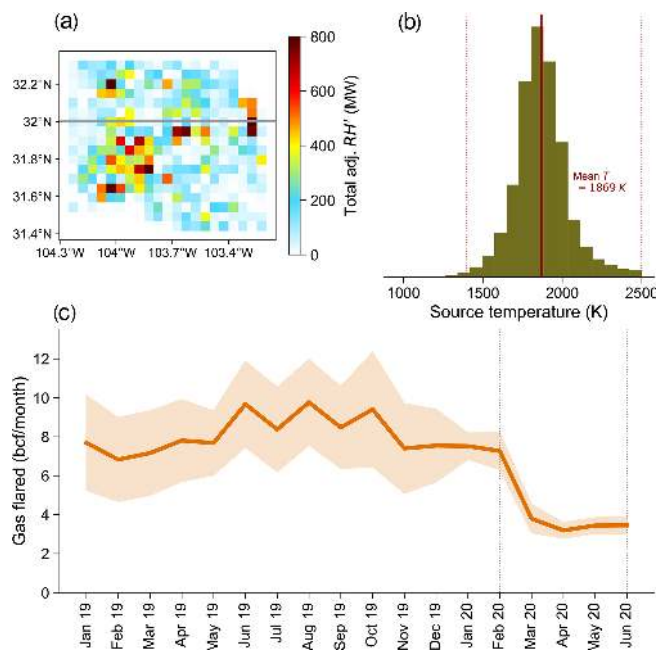 (a)
32.2°N
32°N
31.8°N
31.6°N
31.4°N
104.3°W
104°W
103.7°W
103.4°W
800
600
400
200
0
Total adj. RH' (MW)
(b)
Mean T
= 1869 K
1000
1500
2000
2500
Source temperature (K)
(c)
12
10
8
6
4
2
0
Gas flared (bcf/month)
Jan 19
Feb 19
Mar 19
Apr 19
May 19
Jun 19
Jul 19
Aug 19
Sep 19
Oct 19
Nov 19
Dec 19
Jan 20
Feb 20
Mar 20
Apr 20
May 20
Jun 20